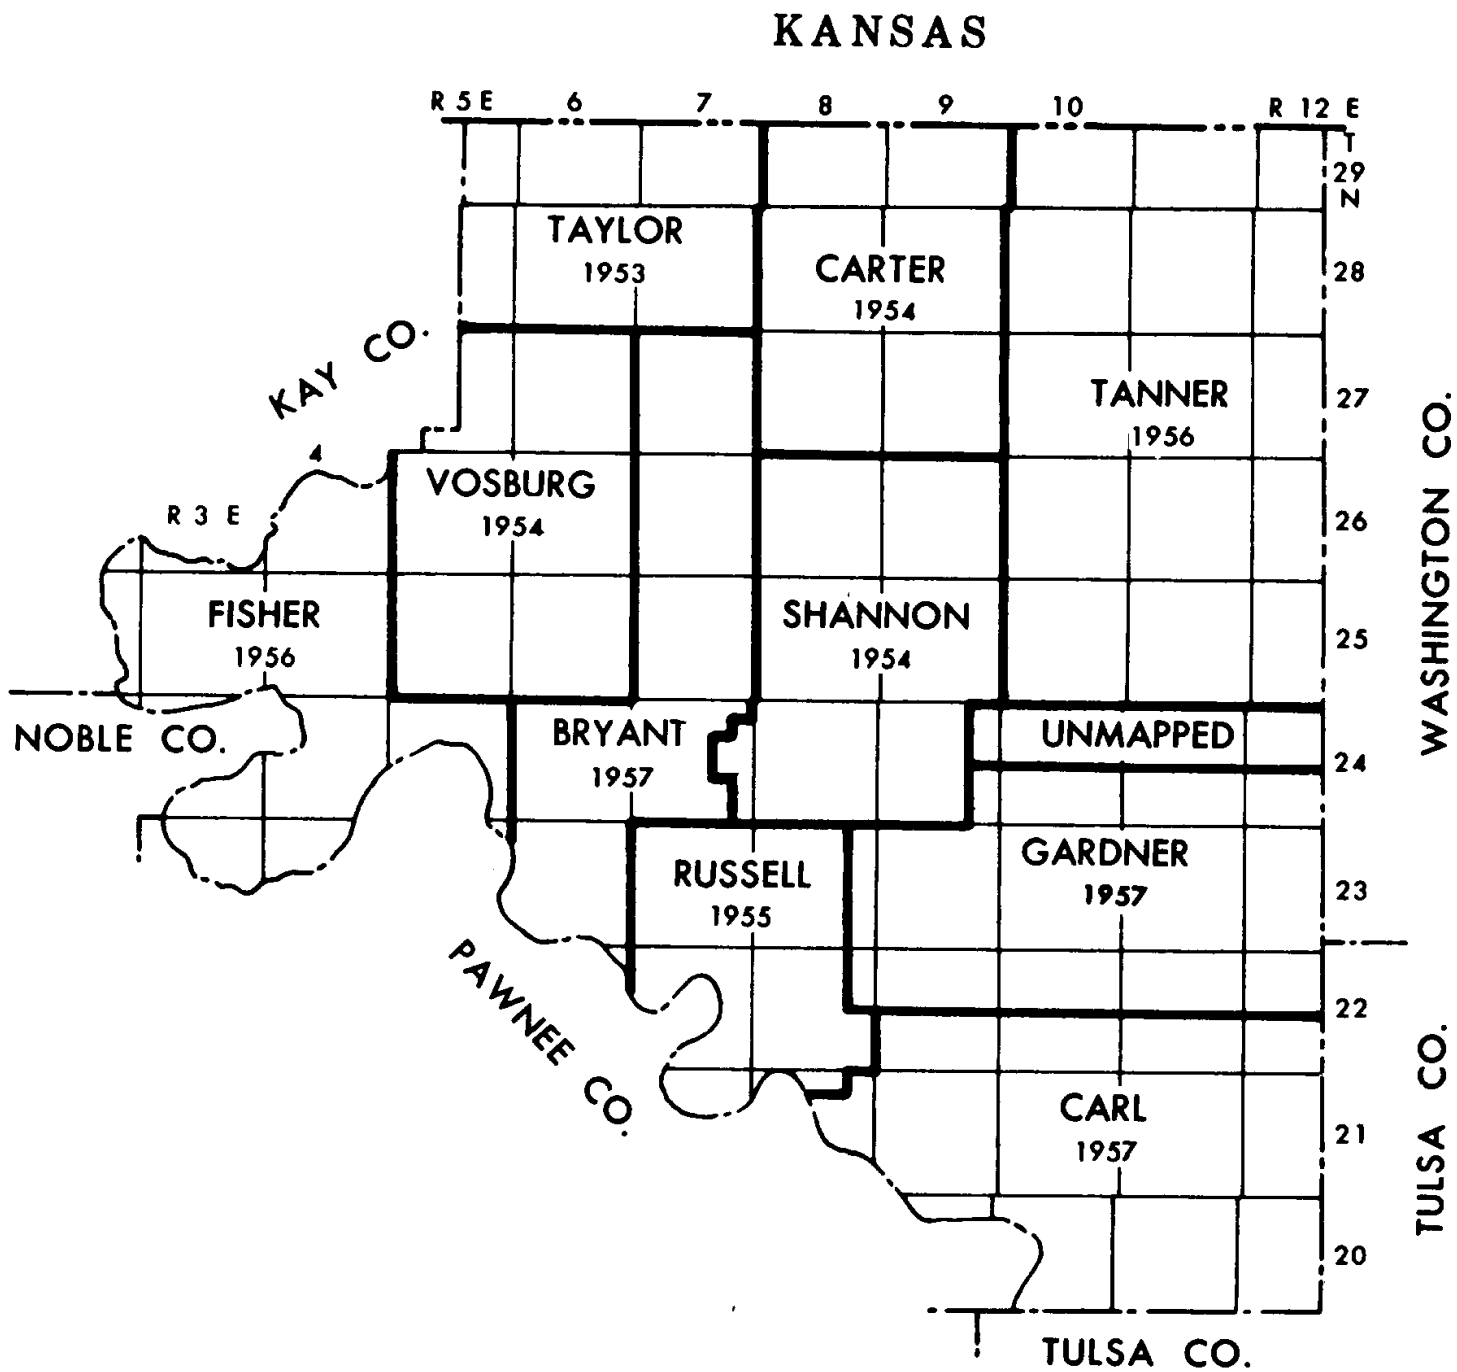 KANSAS
R 5 E 6 7 8 9 10 R 12 E
T
29
N
TAYLOR
1953
CARTER
1954
28
KAY CO.
TANNER
1956
27
4
VOSBURG
1954
R 3 E
26
WASHINGTON CO.
FISHER
1956
SHANNON
1954
25
NOBLE CO.
BRYANT
1957
UNMAPPED
24
RUSSELL
1955
GARDNER
1957
23
PAWNEE CO.
22
CARL
1957
21
TULSA CO.
20
TULSA CO.